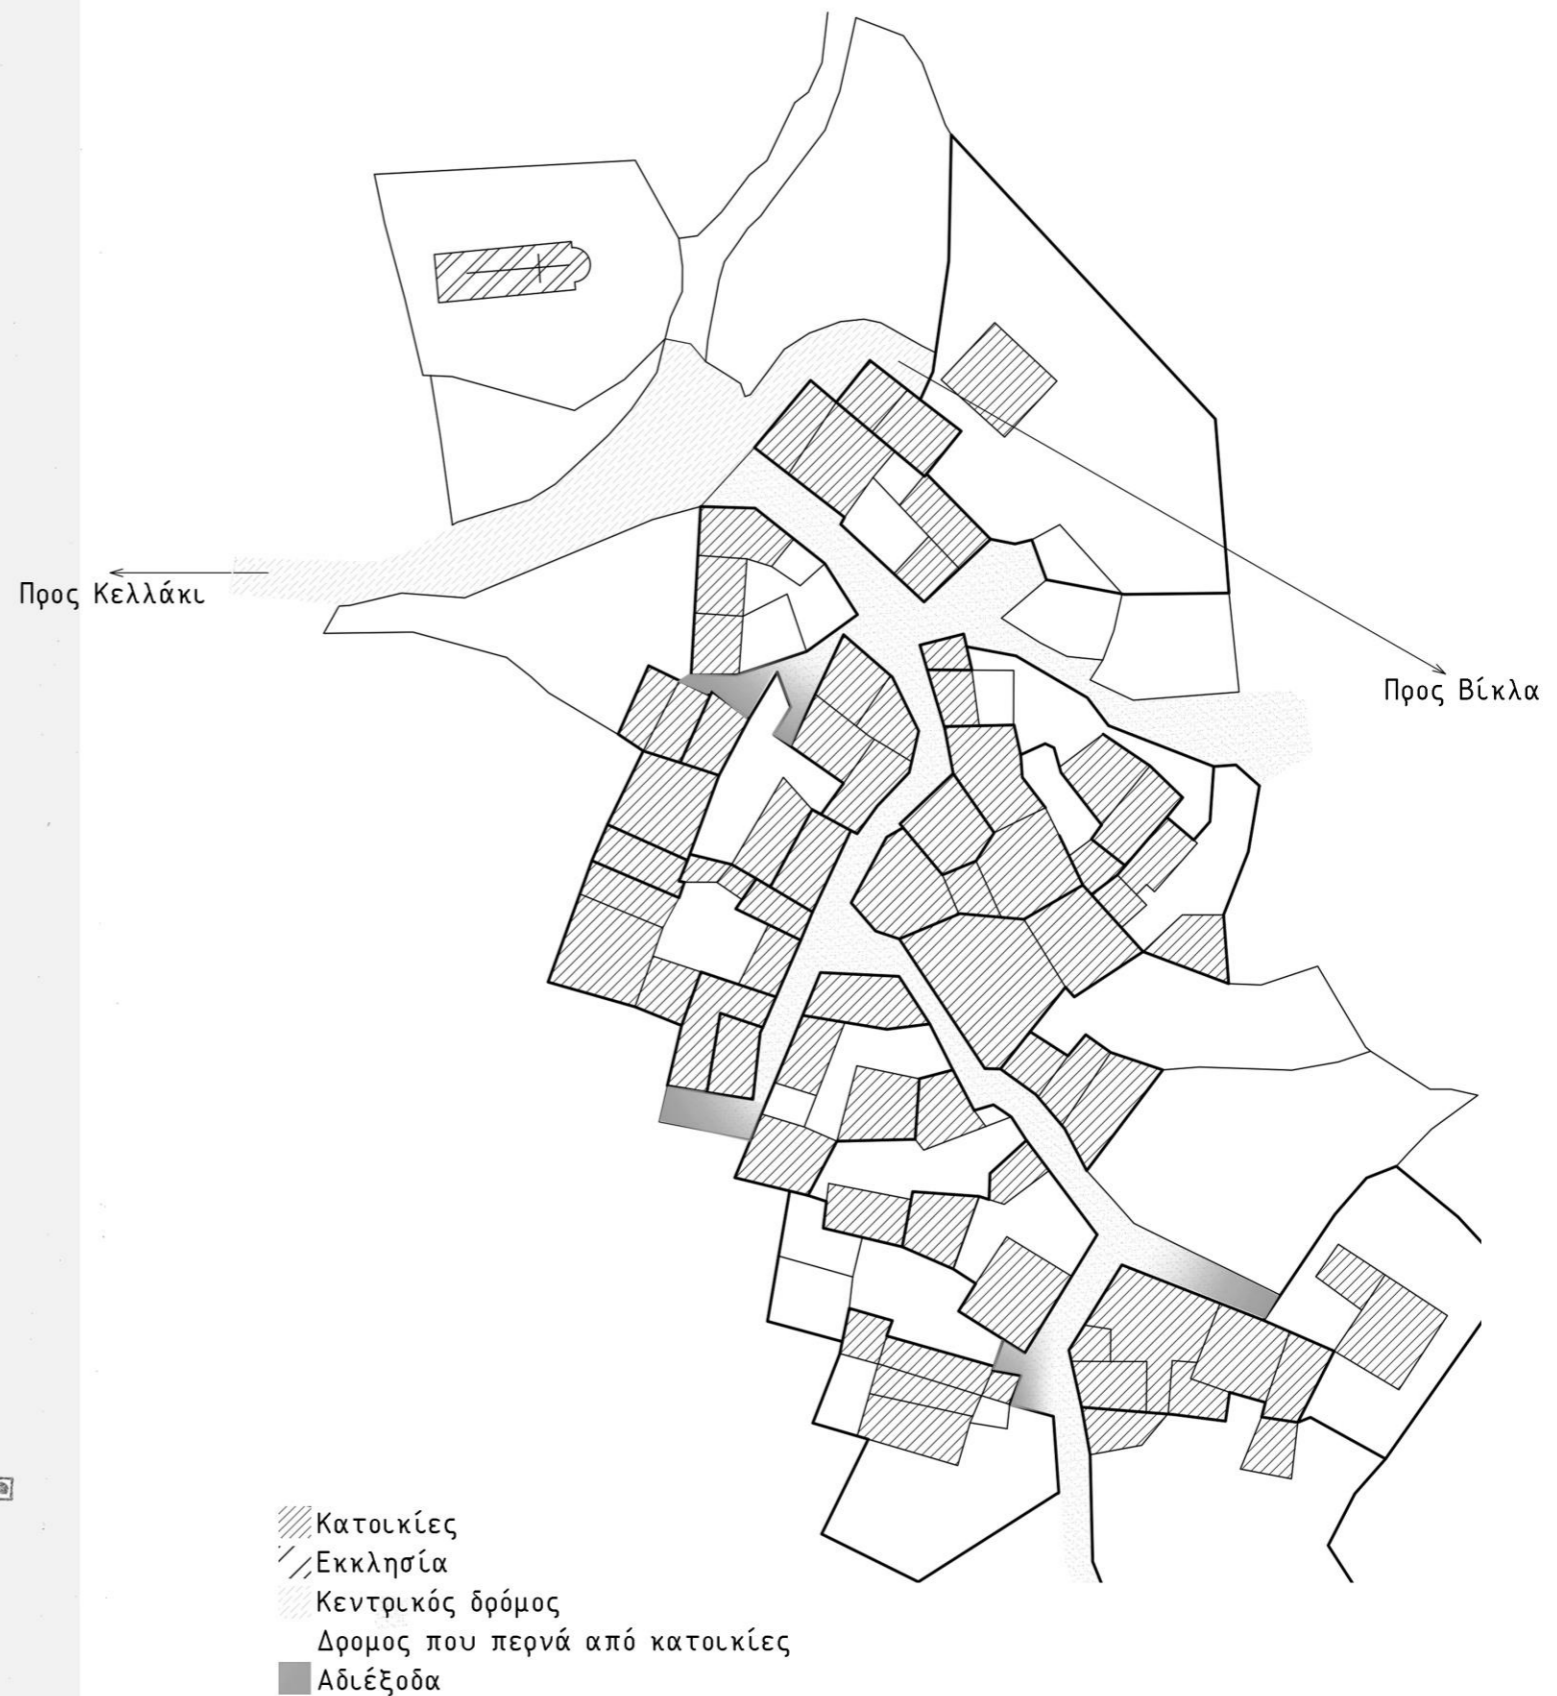 Προς Κελλάκι
Προς Βίκλα
Κατοικίες
Εκκλησία
Κεντρικός δρόμος
Δρομος που περνά από κατοικίες
Αδιέξοδα